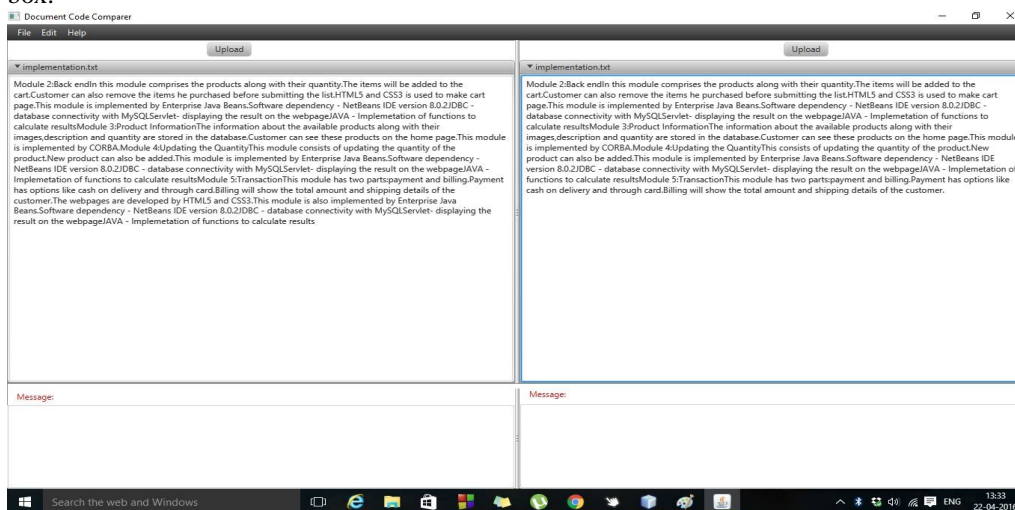 box.
Document Code Comparer
File Edit Help
Upload
implementation.txt
Module 2:Back endIn this module comprises the products along with their quantity.The items will be added to the
cart.Customer can also remove the items he purchased before submitting the list.HTML5 and CSS3 is used to make cart
page.This module is implemented by Enterprise Java Beans.Software dependency - NetBeans IDE version 8.0.2JDBC -
database connectivity with MySQLServlet- displaying the result on the webpageJAVA - Implemetation of functions to
calculate resultsModule 3:Product InformationThe information about the available products along with their
images,description and quantity are stored in the database.Customer can see these products on the home page.This module
is implemented by CORBA.Module 4:Updating the QuantityThis module consists of updating the quantity of the
product.New product can also be added.This module is implemented by Enterprise Java Beans.Software dependency -
NetBeans IDE version 8.0.2JDBC - database connectivity with MySQLServlet- displaying the result on the webpageJAVA -
Implemetation of functions to calculate resultsModule 5:TransactionThis module has two parts:payment and billing.Payment
has options like cash on delivery and through card.Billing will show the total amount and shipping details of the
customer.The webpages are developed by HTML5 and CSS3.This module is also implemented by Enterprise Java
Beans.Software dependency - NetBeans IDE version 8.0.2JDBC - database connectivity with MySQLServlet- displaying the
result on the webpageJAVA - Implemetation of functions to calculate results
Message:
Upload
implementation.txt
Module 2:Back endIn this module comprises the products along with their quantity.The items will be added to the
cart.Customer can also remove the items he purchased before submitting the list.HTML5 and CSS3 is used to make cart
page.This module is implemented by Enterprise Java Beans.Software dependency - NetBeans IDE version 8.0.2JDBC -
database connectivity with MySQLServlet- displaying the result on the webpageJAVA - Implemetation of functions to
calculate resultsModule 3:Product InformationThe information about the available products along with their
images,description and quantity are stored in the database.Customer can see these products on the home page.This module
is implemented by CORBA.Module 4:Updating the QuantityThis consists of updating the quantity of the product.New
product can also be added.This module is implemented by Enterprise Java Beans.Software dependency - NetBeans IDE
version 8.0.2JDBC - database connectivity with MySQLServlet- displaying the result on the webpageJAVA - Implemetation of
functions to calculate resultsModule 5:TransactionThis module has two parts:payment and billing.Payment has options like
cash on delivery and through card.Billing will show the total amount and shipping details of the customer.
Message:
Search the web and Windows
ENG
13:33
22-04-2016